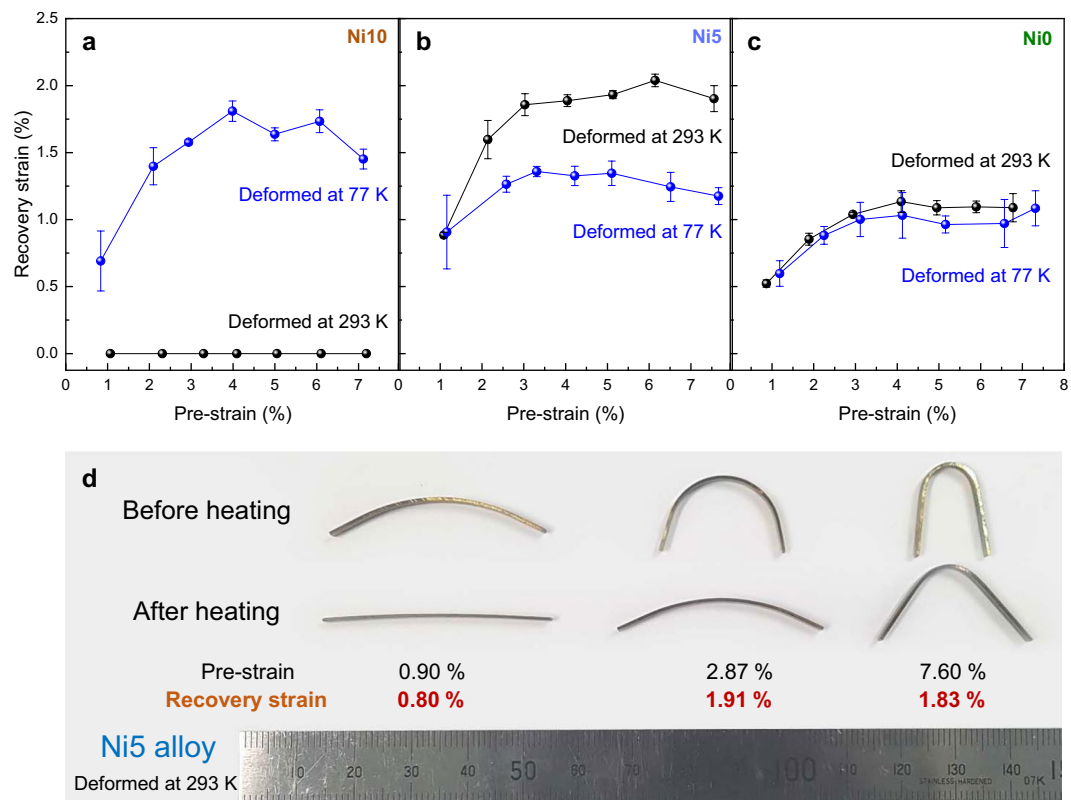 a
Ni10
b
Ni5
c
Ni0
2.5
2.0
1.5
1.0
0.5
0.0
Recovery strain (%)
Deformed at 77 K
Deformed at 293 K
Deformed at 293 K
Deformed at 77 K
Deformed at 293 K
Deformed at 77 K
0 1 2 3 4 5 6 7 0 1 2 3 4 5 6 7 0 1 2 3 4 5 6 7 8
Pre-strain (%) Pre-strain (%) Pre-strain (%)
d
Before heating
After heating
Pre-strain 0.90 % 2.87 % 7.60 %
Recovery strain 0.80 % 1.91 % 1.83 %
Ni5 alloy
Deformed at 293 K
10 20 30 40 50 60 70 80 90 100 110 120 130 140
STAINLESS HARDENED 07K